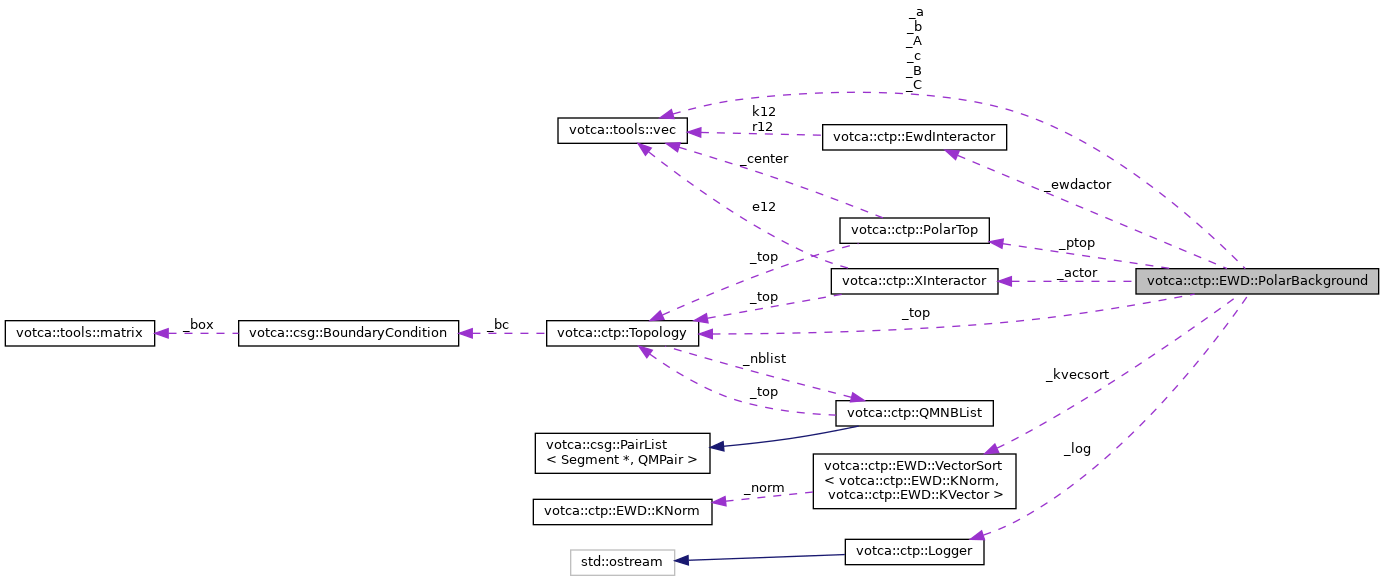 _a
_b
_A
_c
_B
_C
k12
r12
votca::tools::vec
votca::ctp::EwdInteractor
_center
_ewdactor
e12
votca::ctp::PolarTop
_ptop
_top
_actor
votca::ctp::XInteractor
votca::ctp::EWD::PolarBackground
_top
_top
votca::tools::matrix
_box
votca::csg::BoundaryCondition
_bc
votca::ctp::Topology
_nblist
_kvecsort
_top
votca::ctp::QMNBList
votca::csg::PairList
< Segment *, QMPair >
_log
votca::ctp::EWD::VectorSort
< votca::ctp::EWD::KNorm,
votca::ctp::EWD::KVector >
_norm
votca::ctp::EWD::KNorm
votca::ctp::Logger
std::ostream